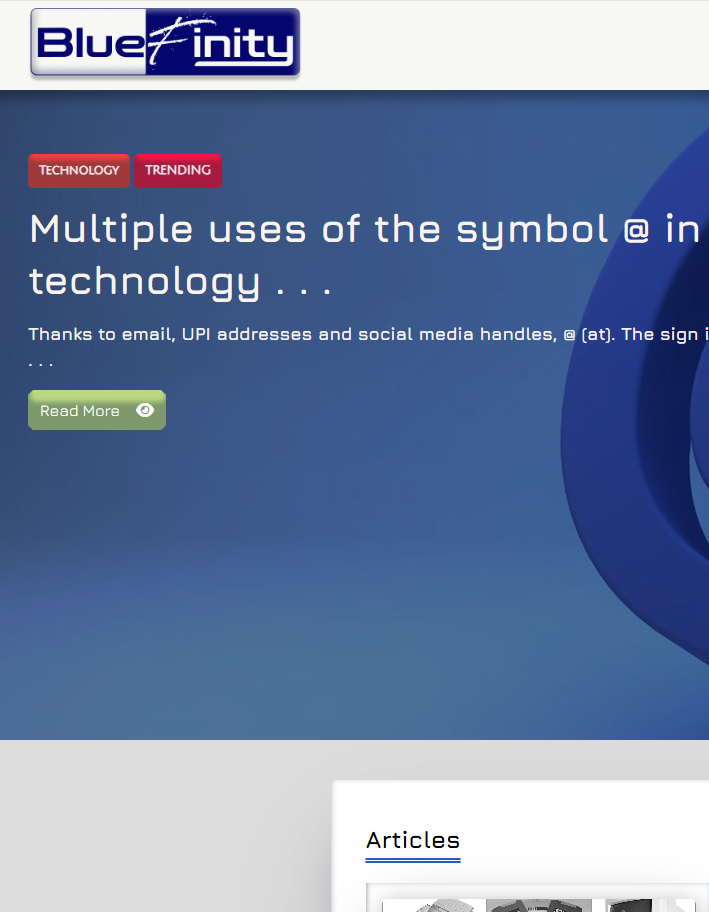 BlueFinity
TECHNOLOGY TRENDING
Multiple uses of the symbol @ in
technology . . .
Thanks to email, UPI addresses and social media handles, @ (at). The sign i
. . .
Read More
Articles